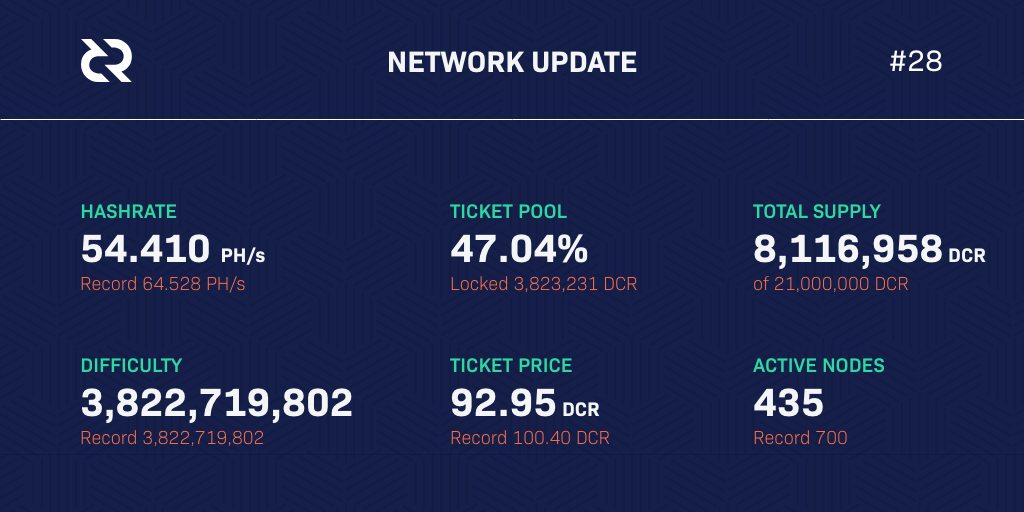 NETWORK UPDATE
#28
HASHRATE
54.410 PH/s
Record 64.528 PH/s
TICKET POOL
47.04%
Locked 3,823,231 DCR
TOTAL SUPPLY
8,116,958 DCR
of 21,000,000 DCR
DIFFICULTY
3,822,719,802
Record 3,822,719,802
TICKET PRICE
92.95 DCR
Record 100.40 DCR
ACTIVE NODES
435
Record 700